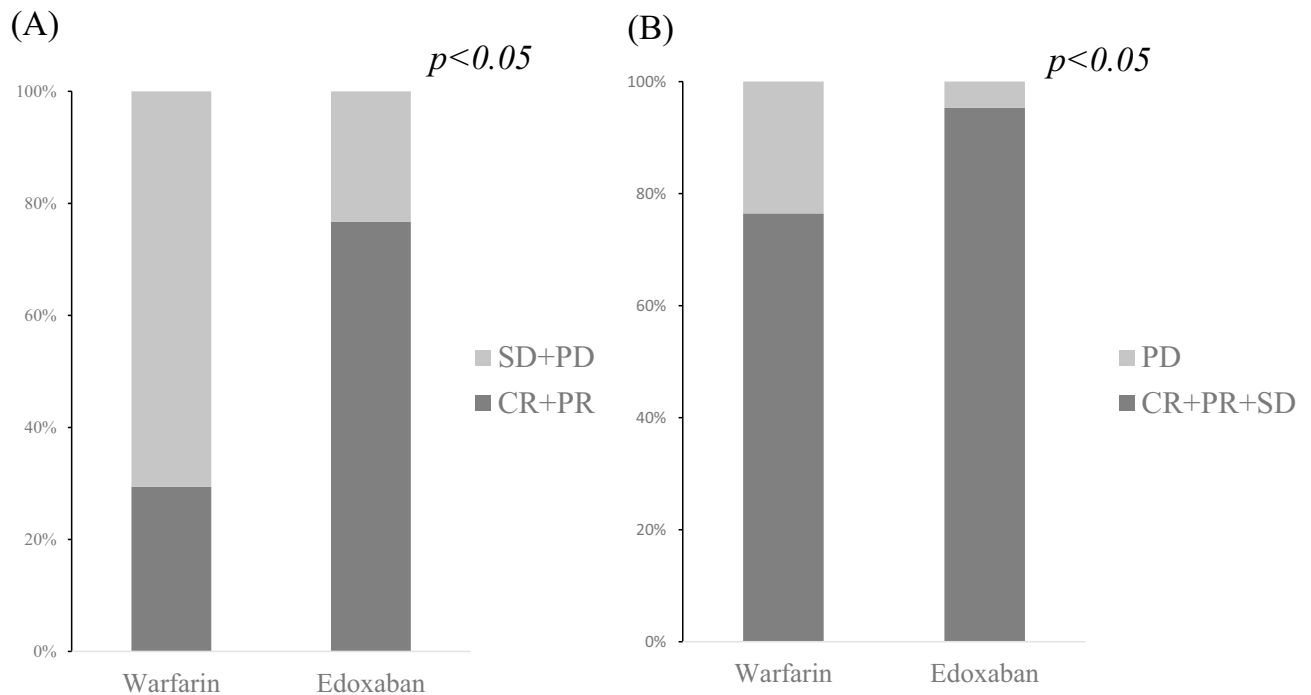 (A)
p<0.05
100%
80%
60%
40%
20%
0%
Warfarin Edoxaban
SD+PD
CR+PR
(B)
p<0.05
100%
80%
60%
40%
20%
0%
Warfarin Edoxaban
PD
CR+PR+SD